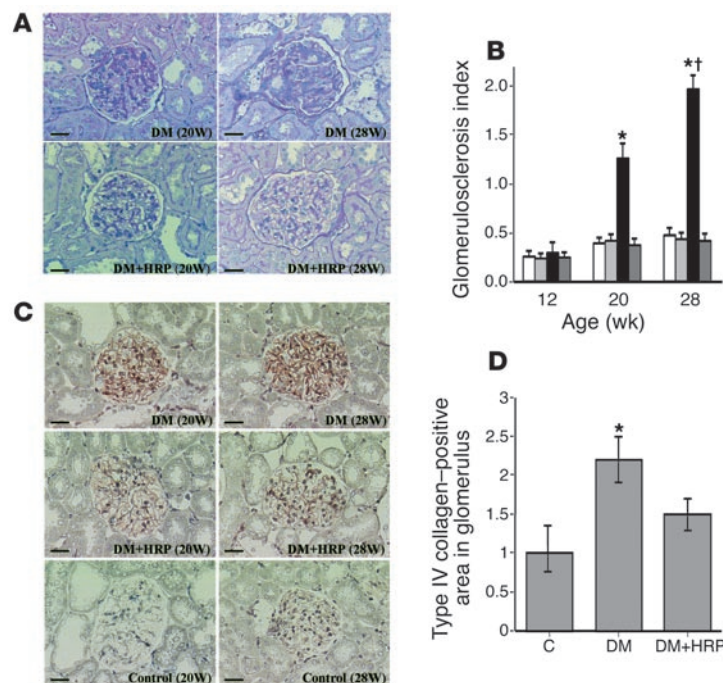 A
DM (20W)
DM (28W)
DM+HRP (20W)
DM+HRP (28W)
B
Glomerulosclerosis index
2.0
1.5
1.0
0.5
0.0
*
*†
12
20
28
Age (wk)
C
DM (20W)
DM (28W)
DM+HRP (20W)
DM+HRP (28W)
Control (20W)
Control (28W)
D
Type IV collagen–positive
area in glomerulus
3
2.5
2
1.5
1
0.5
0
*
C
DM
DM+HRP